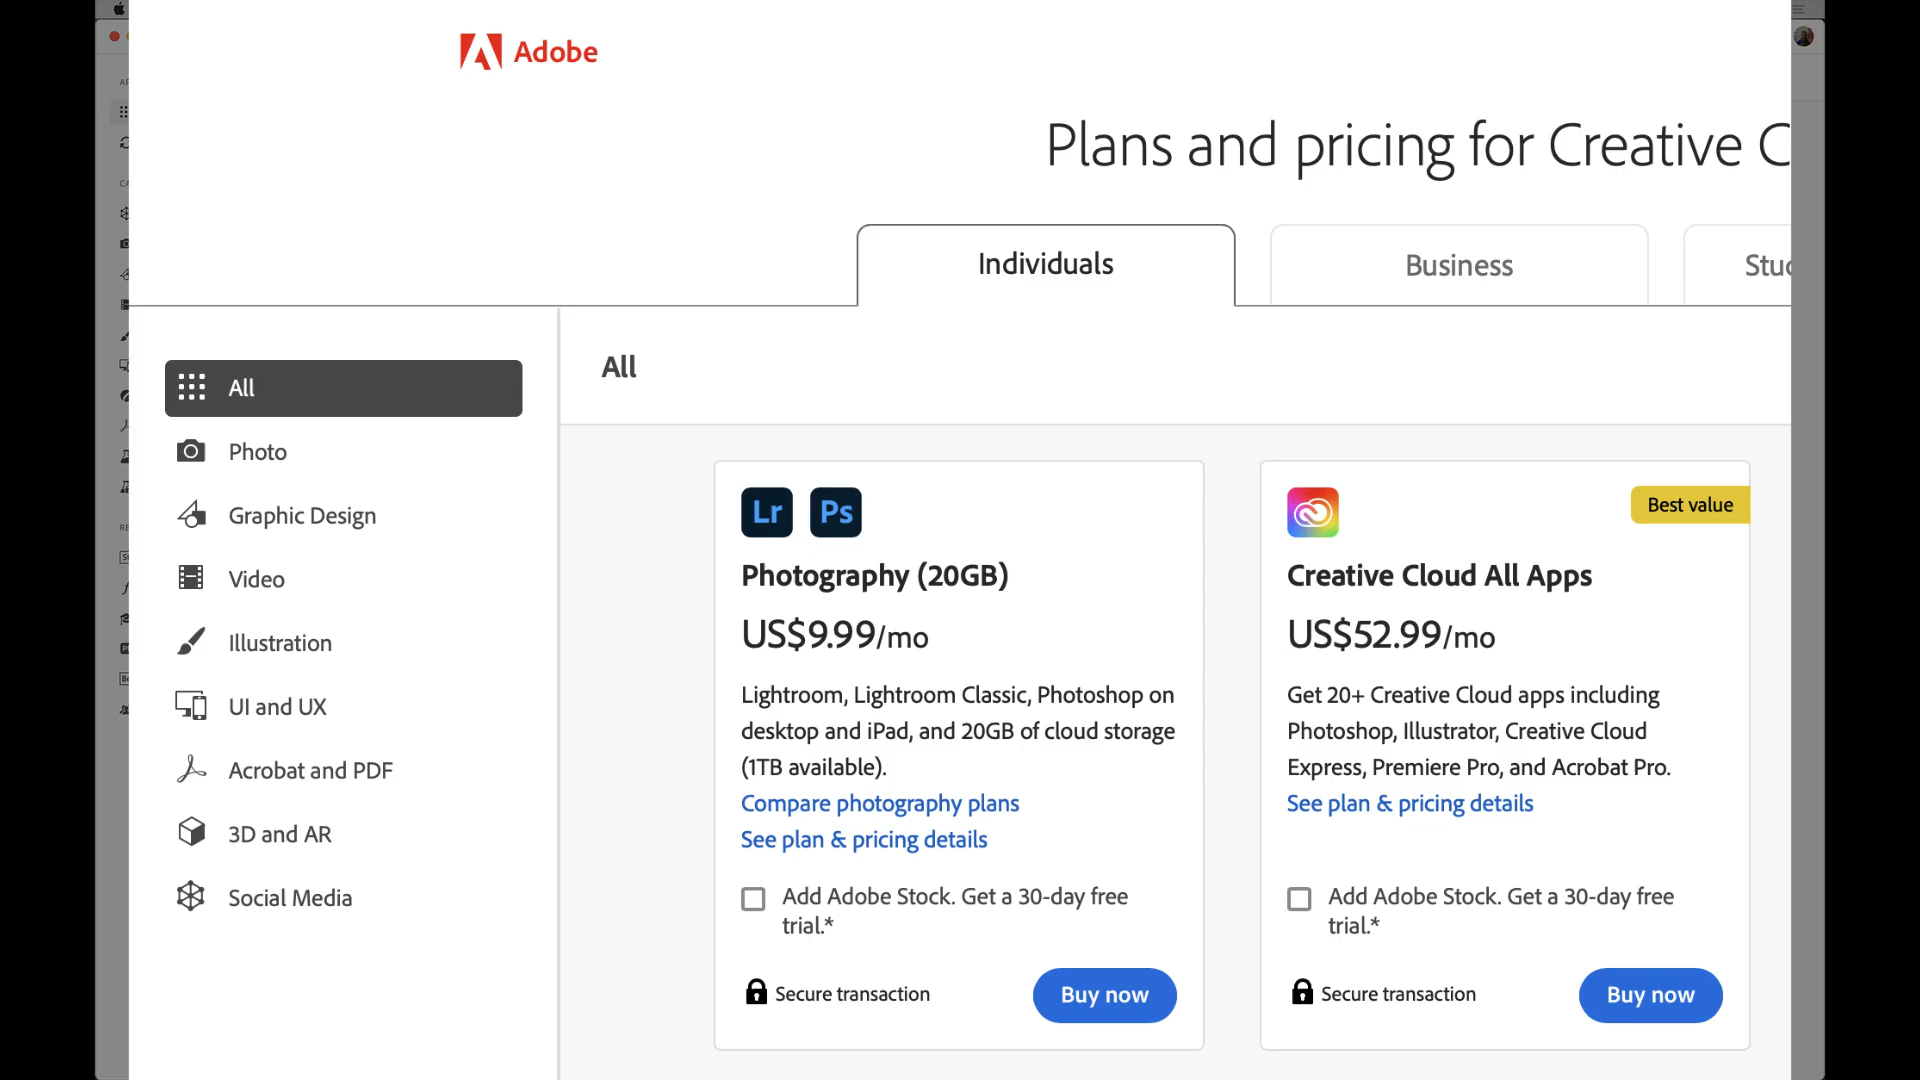 Adobe
Plans and pricing for Creative C
Individuals
Business
Stud
All
All
Photo
Graphic Design
Video
Illustration
UI and UX
Acrobat and PDF
3D and AR
Social Media
Lr Ps
Photography (20GB)
US$9.99/mo
Lightroom, Lightroom Classic, Photoshop on
desktop and iPad, and 20GB of cloud storage
(1TB available).
Compare photography plans
See plan & pricing details
Add Adobe Stock. Get a 30-day free
trial.*
Secure transaction
Buy now
Best value
Creative Cloud All Apps
US$52.99/mo
Get 20+ Creative Cloud apps including
Photoshop, Illustrator, Creative Cloud
Express, Premiere Pro, and Acrobat Pro.
See plan & pricing details
Add Adobe Stock. Get a 30-day free
trial.*
Secure transaction
Buy now